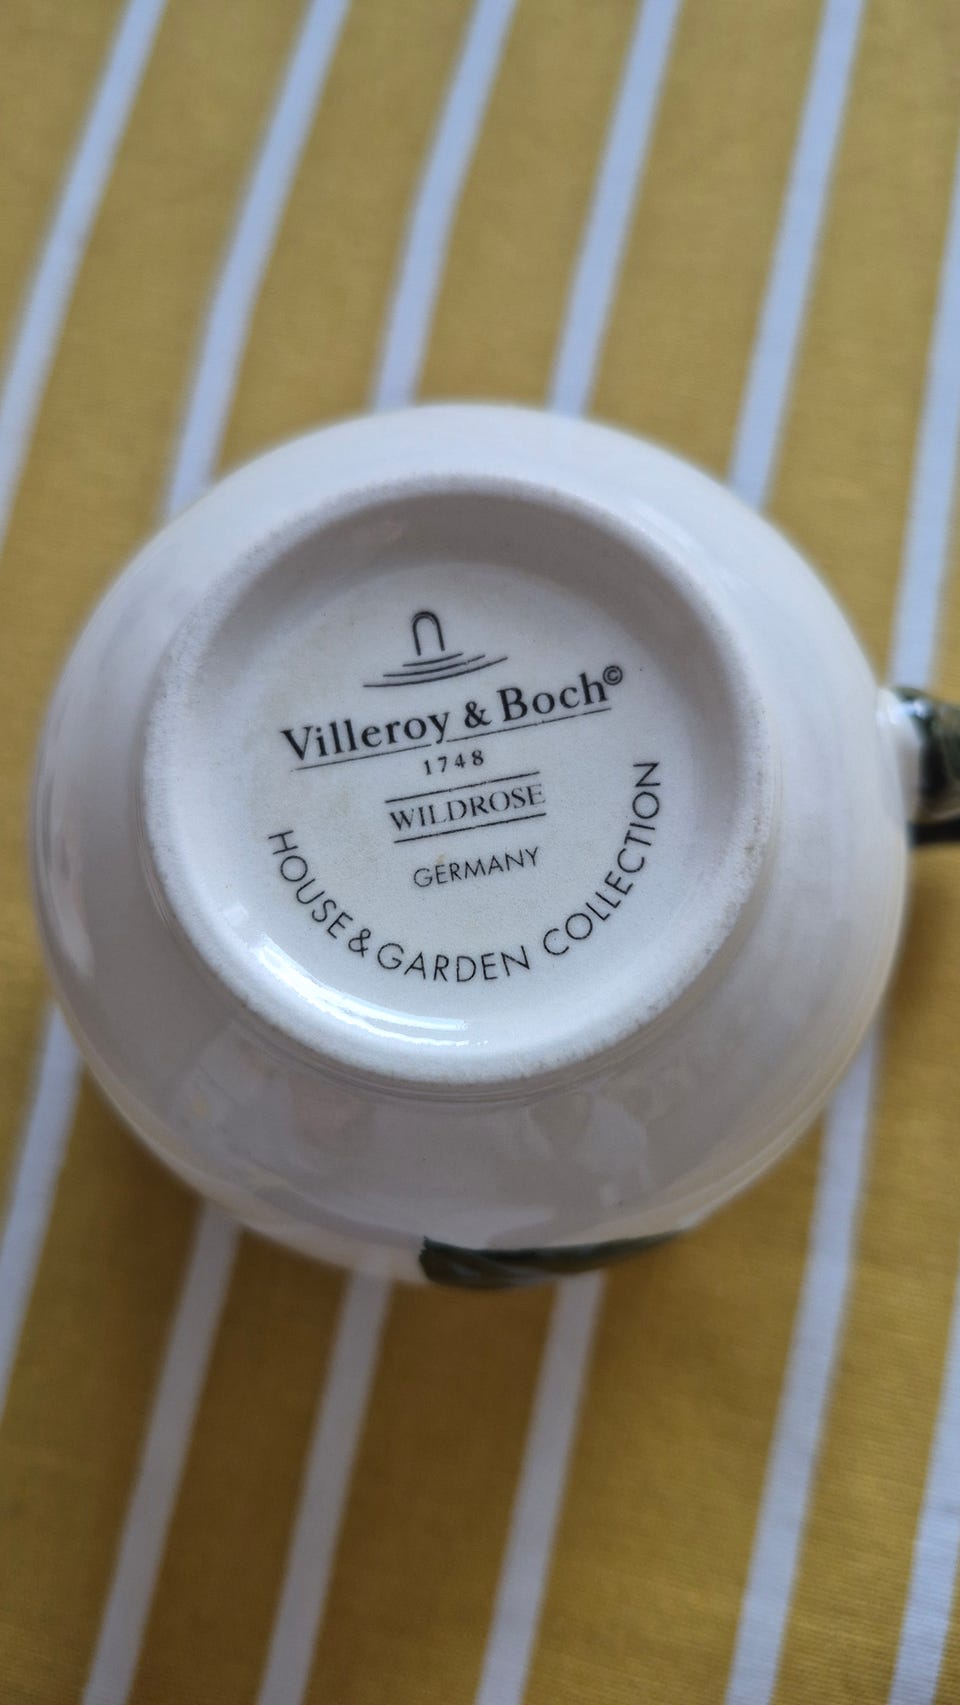 Villeroy & Boch©
1748
WILDROSE
GERMANY
HOUSE & GARDEN COLLECTION